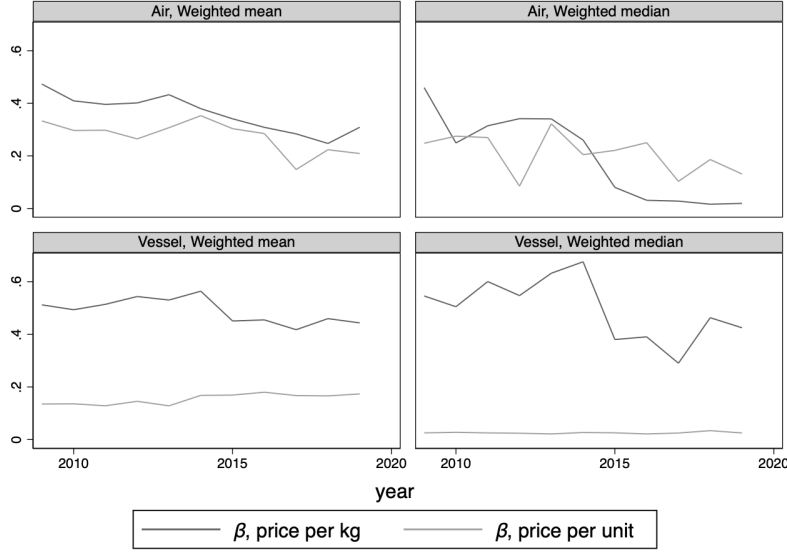 Air, Weighted mean
Air, Weighted median
.6
.4
.2
0
Vessel, Weighted mean
Vessel, Weighted median
.6
.4
.2
0
2010 2015 2020 2010 2015 2020
year
β, price per kg β, price per unit